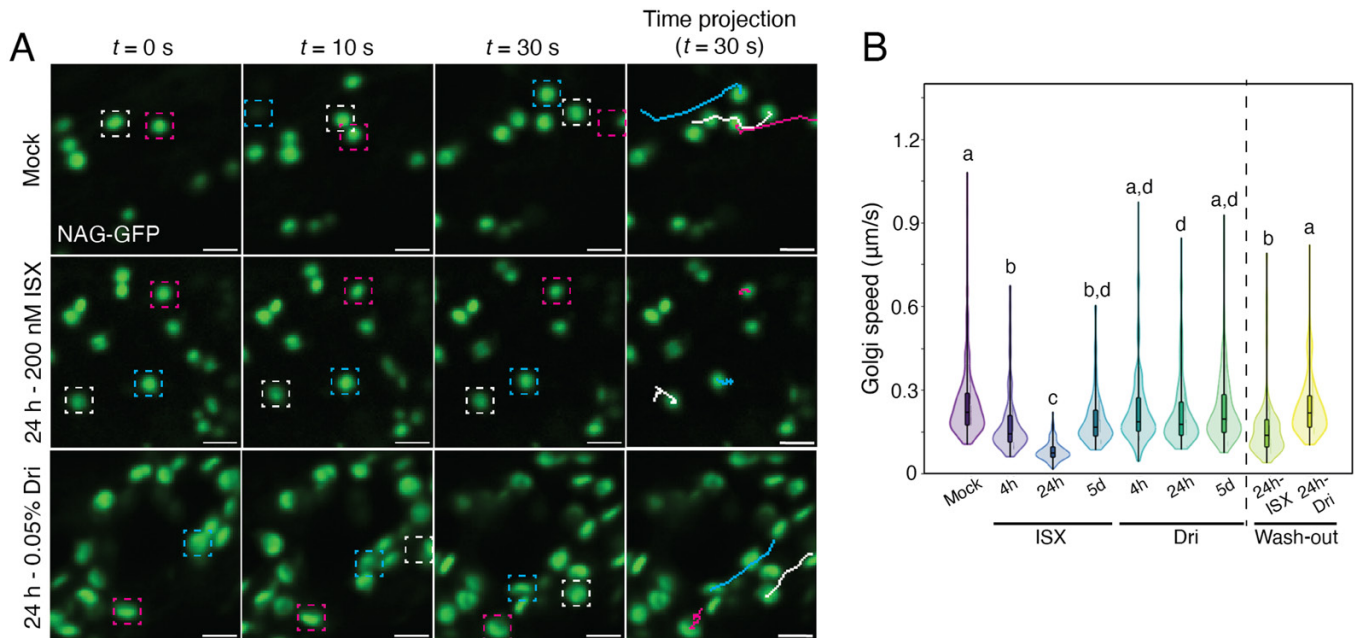 A
t = 0 s
t = 10 s
t = 30 s
Time projection
(t = 30 s)
Mock
NAG-GFP
24 h - 200 nM ISX
24 h - 0.05% Dri
B
Golgi speed (µm/s)
1.2
0.9
0.6
0.3
0
a
b
c
b,d
a,d
d
a,d
b
a
Mock
4h
24h
5d
4h
24h
5d
24h-
ISX
24h-
Dri
ISX
Dri
Wash-out